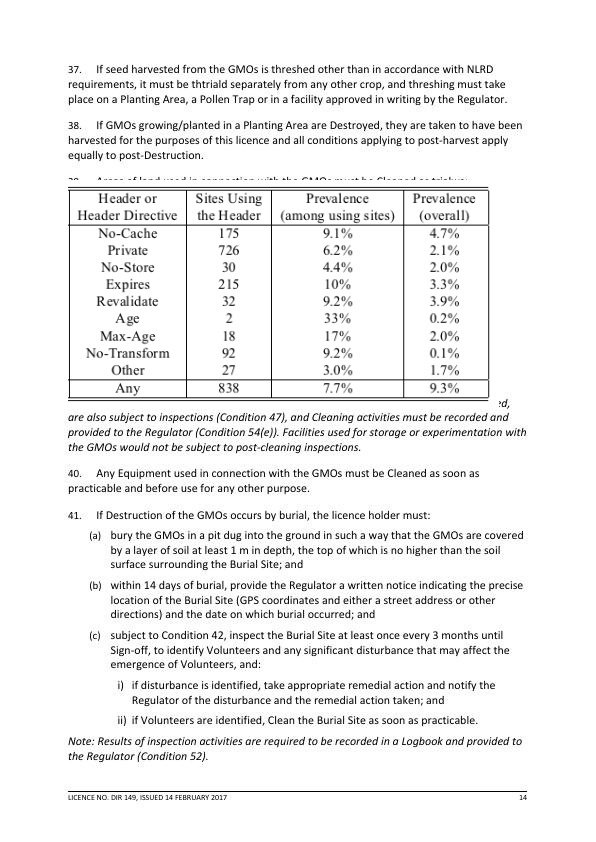 37. If seed harvested from the GMOs is threshed other than in accordance with NLRD
requirements, it must be thtriald separately from any other crop, and threshing must take
place on a Planting Area, a Pollen Trap or in a facility approved in writing by the Regulator.
38. If GMOs growing/planted in a Planting Area are Destroyed, they are taken to have been
harvested for the purposes of this licence and all conditions applying to post-harvest apply
equally to post-Destruction.
Header or Sites Using Prevalence Prevalence
Header Directive the Header (among using sites) (overall)
No-Cache 175 9.1% 4.7%
Private 726 6.2% 2.1%
No-Store 30 4.4% 2.0%
Expires 215 10% 3.3%
Revalidate 32 9.2% 3.9%
Age 2 33% 0.2%
Max-Age 18 17% 2.0%
No-Transform 92 9.2% 0.1%
Other 27 3.0% 1.7%
Any 838 7.7% 9.3%
are also subject to inspections (Condition 47), and Cleaning activities must be recorded and
provided to the Regulator (Condition 54(e)). Facilities used for storage or experimentation with
the GMOs would not be subject to post-cleaning inspections.
40. Any Equipment used in connection with the GMOs must be Cleaned as soon as
practicable and before use for any other purpose.
41. If Destruction of the GMOs occurs by burial, the licence holder must:
(a) bury the GMOs in a pit dug into the ground in such a way that the GMOs are covered
by a layer of soil at least 1 m in depth, the top of which is no higher than the soil
surface surrounding the Burial Site; and
(b) within 14 days of burial, provide the Regulator a written notice indicating the precise
location of the Burial Site (GPS coordinates and either a street address or other
directions) and the date on which burial occurred; and
(c) subject to Condition 42, inspect the Burial Site at least once every 3 months until
Sign-off, to identify Volunteers and any significant disturbance that may affect the
emergence of Volunteers, and:
i) if disturbance is identified, take appropriate remedial action and notify the
Regulator of the disturbance and the remedial action taken; and
ii) if Volunteers are identified, Clean the Burial Site as soon as practicable.
Note: Results of inspection activities are required to be recorded in a Logbook and provided to
the Regulator (Condition 52).
LICENCE NO. DIR 149, ISSUED 14 FEBRUARY 2017 14